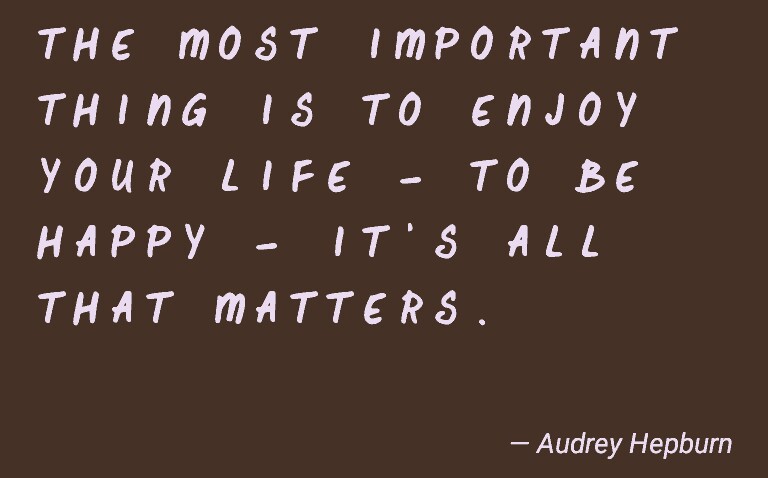 THE MOST IMPORTANT
THING IS TO ENJOY
YOUR LIFE - TO BE
HAPPY - IT'S ALL
THAT MATTERS.
— Audrey Hepburn